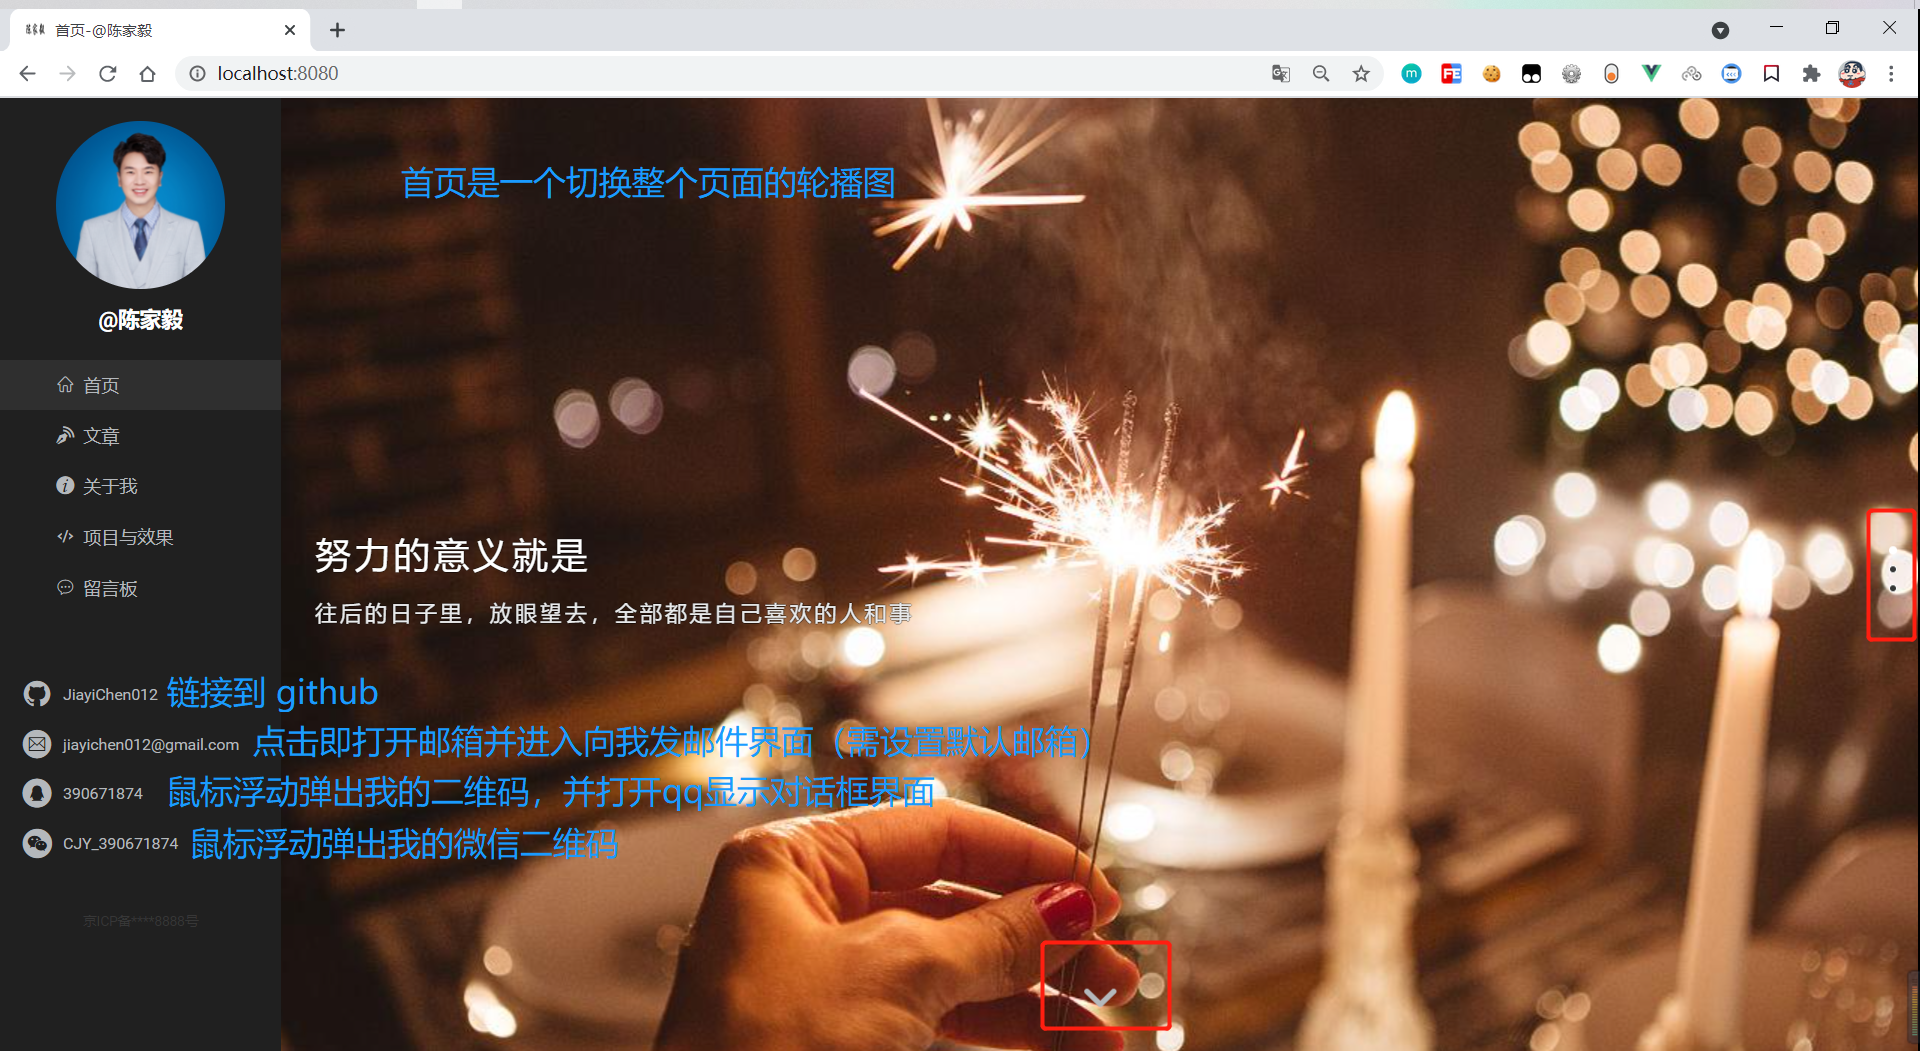 首页-@陈家毅
localhost:8080
首页是一个切换整个页面的轮播图
@陈家毅
首页
文章
关于我
项目与效果
留言板
努力的意义就是
往后的日子里，放眼望去，全部都是自己喜欢的人和事
JiayiChen012 链接到 github
jiayichen012@gmail.com 点击即打开邮箱并进入向我发邮件界面（需设置默认邮箱）
390671874 鼠标浮动弹出我的二维码，并打开qq显示对话框界面
CJY_390671874 鼠标浮动弹出我的微信二维码
京ICP备****8888号